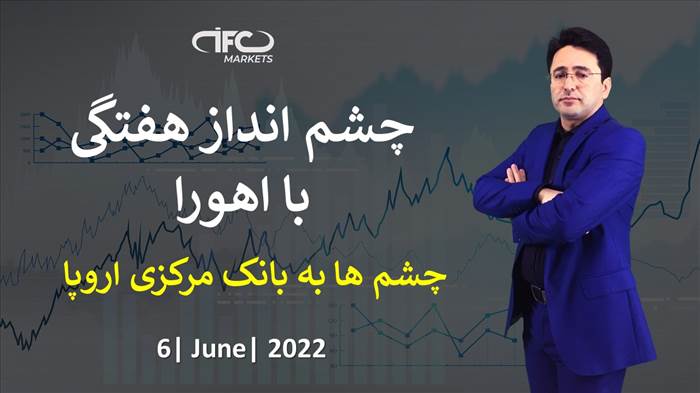 IFC
MARKETS
چشم انداز هفتگی
با اهورا
چشم ها به بانک مرکزی اروپا
6| June| 2022